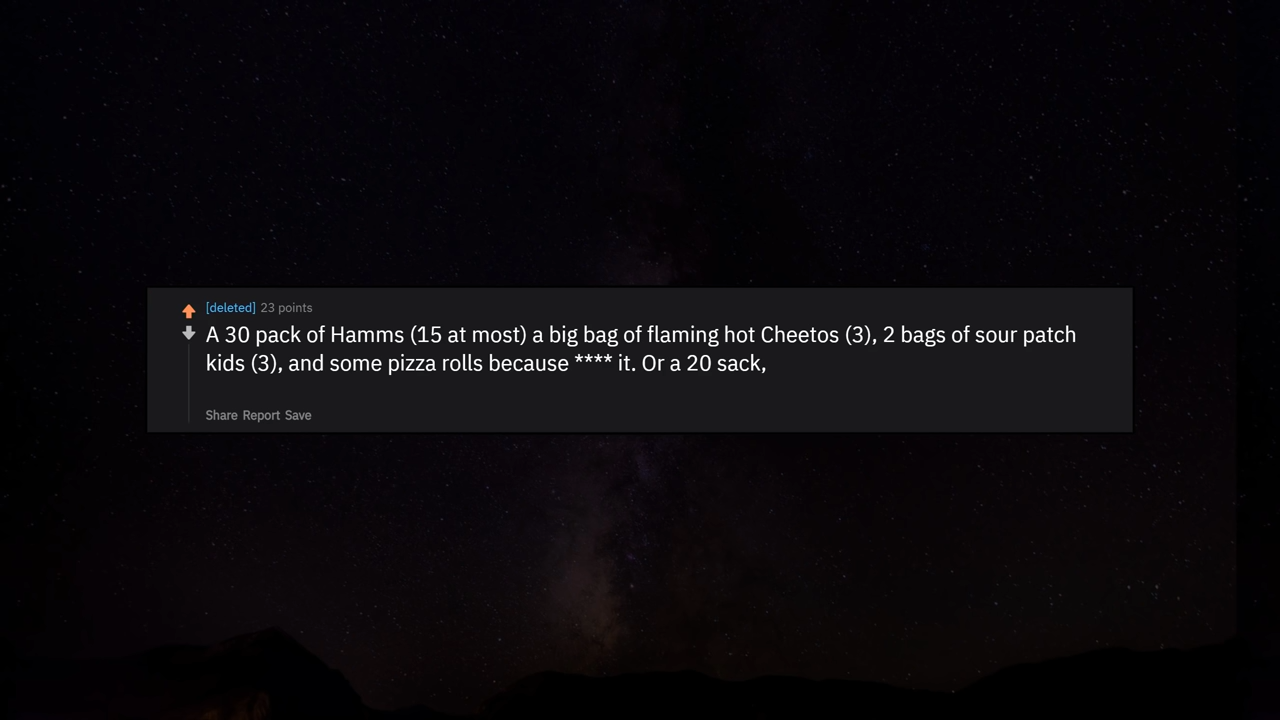 [deleted] 23 points
A 30 pack of Hamms (15 at most) a big bag of flaming hot Cheetos (3), 2 bags of sour patch
kids (3), and some pizza rolls because **** it. Or a 20 sack,
Share Report Save